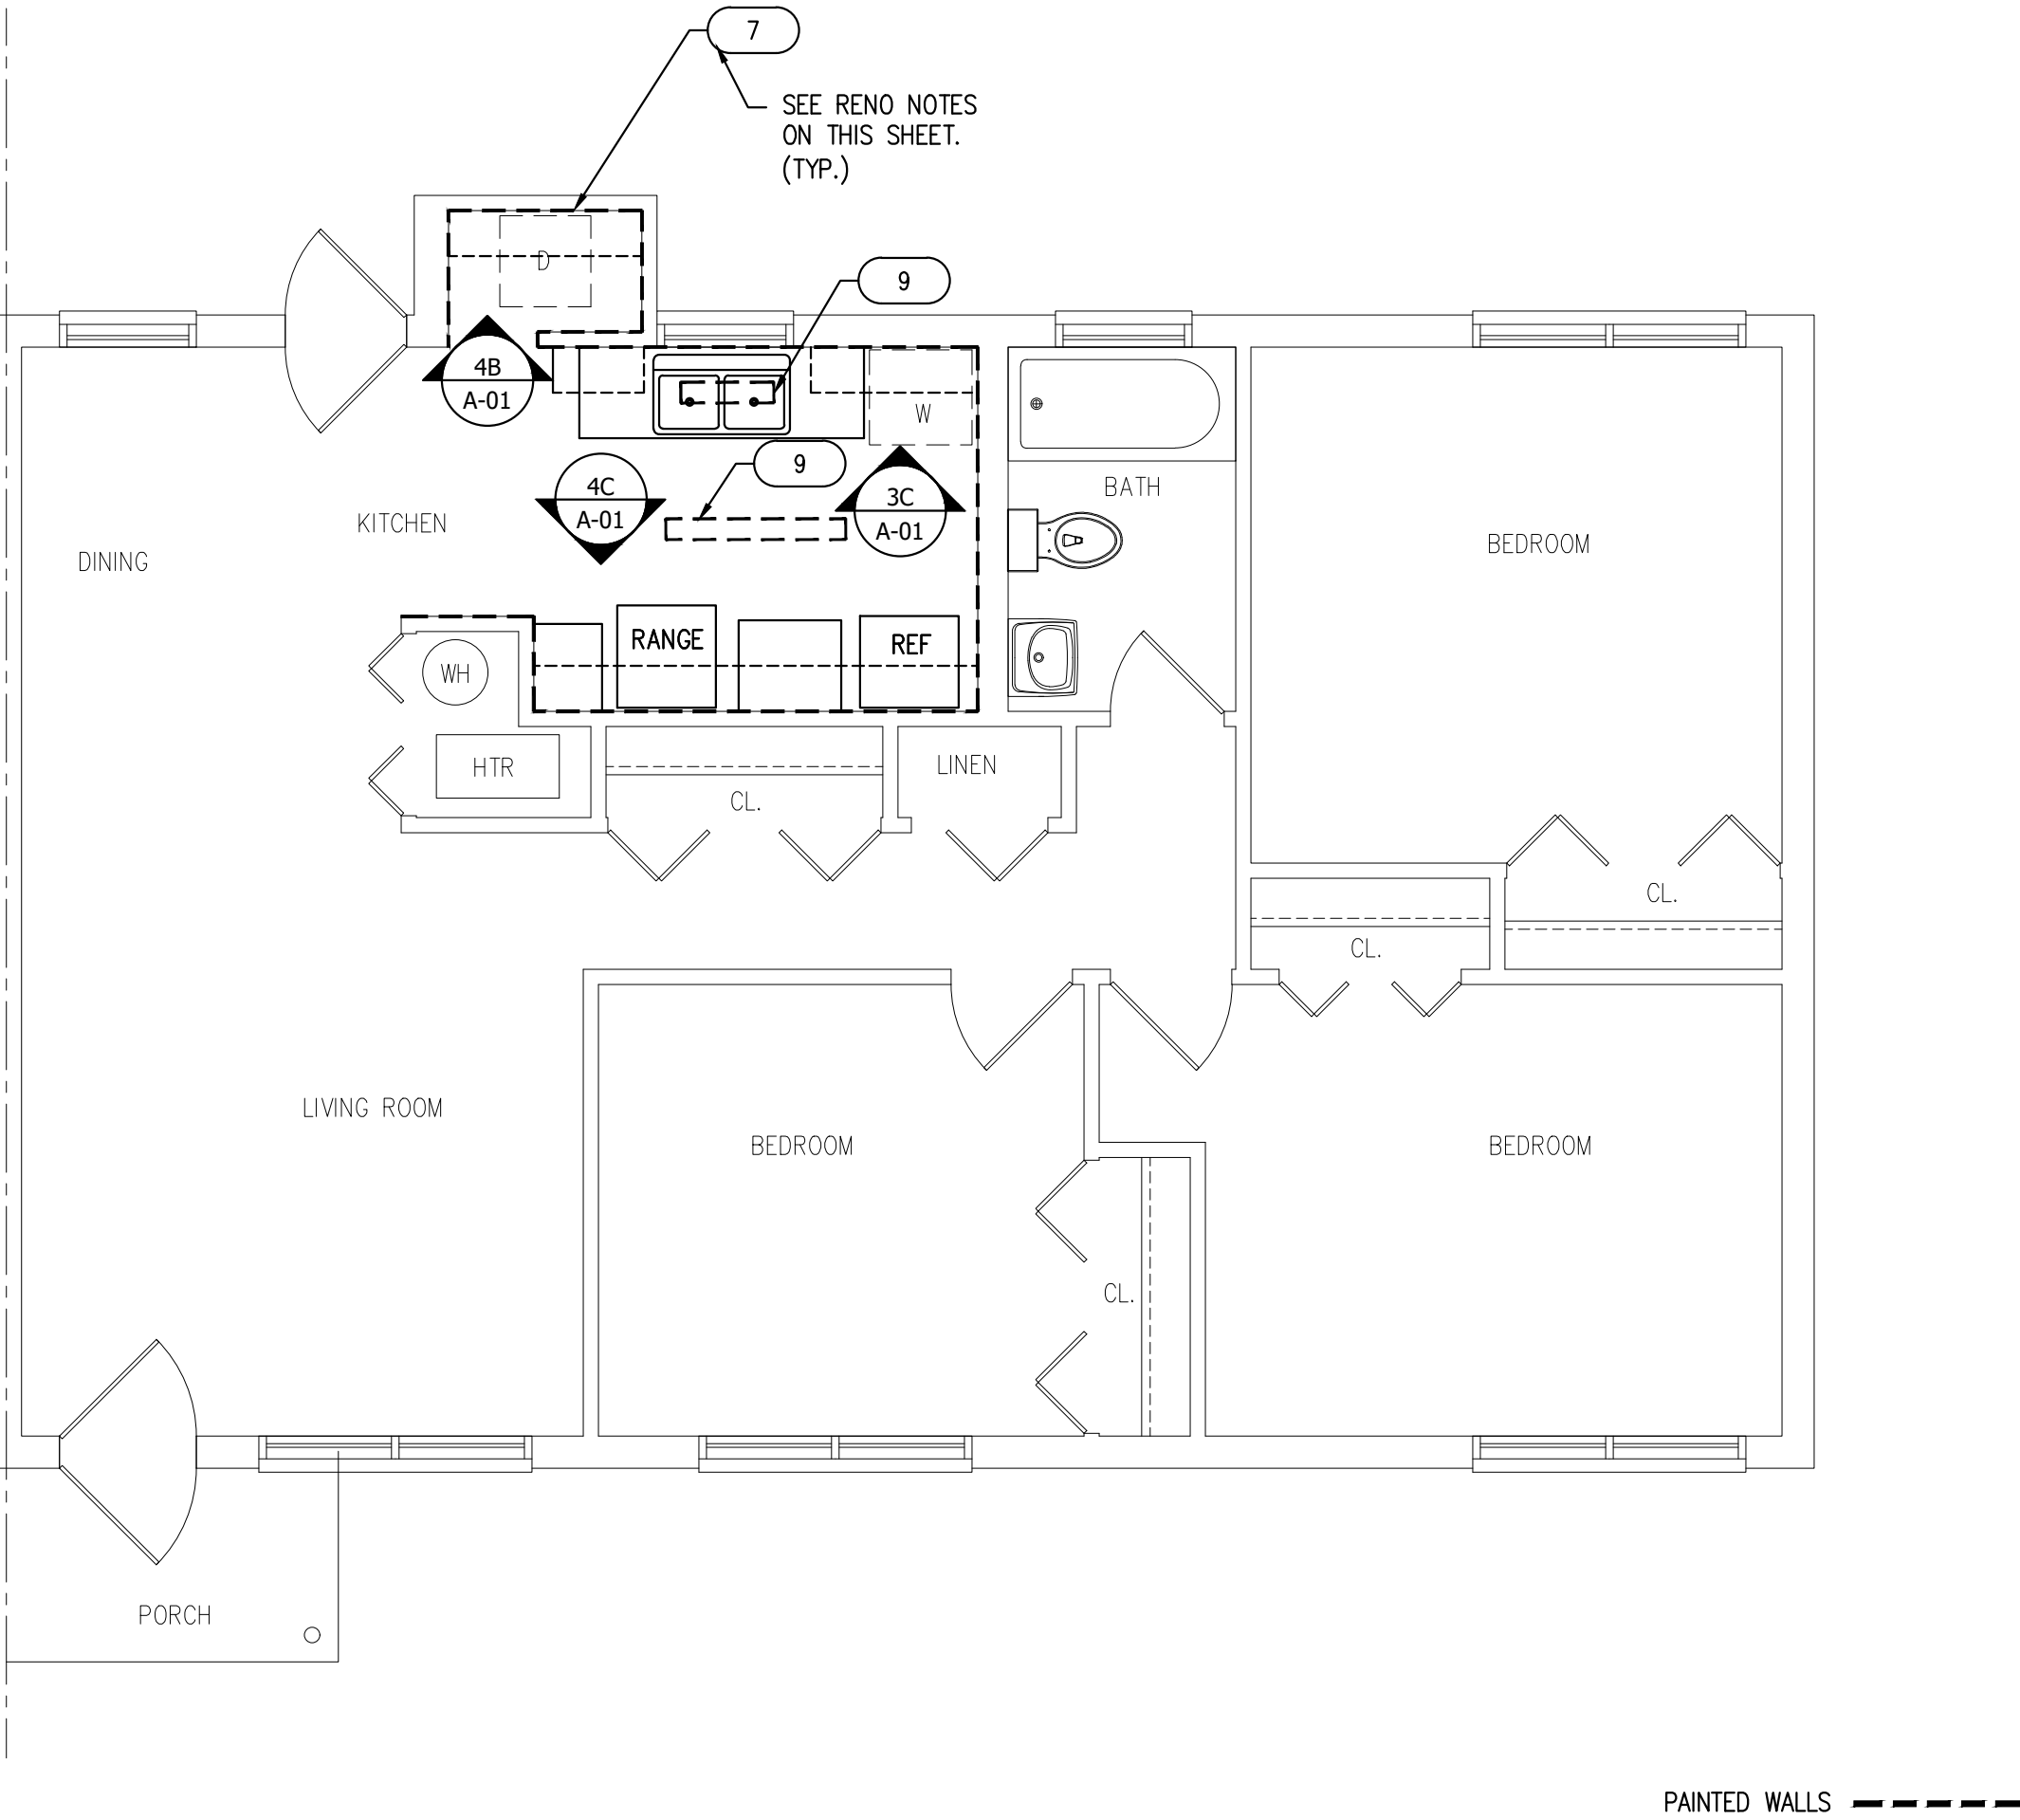 7
SEE RENO NOTES
ON THIS SHEET.
(TYP.)
D
9
4B
A-01
W
9
4C
A-01
3C
A-01
BATH
KITCHEN
DINING
BEDROOM
RANGE
REF
WH
HTR
LINEN
CL.
CL.
CL.
LIVING ROOM
BEDROOM
BEDROOM
CL.
PORCH
PAINTED WALLS